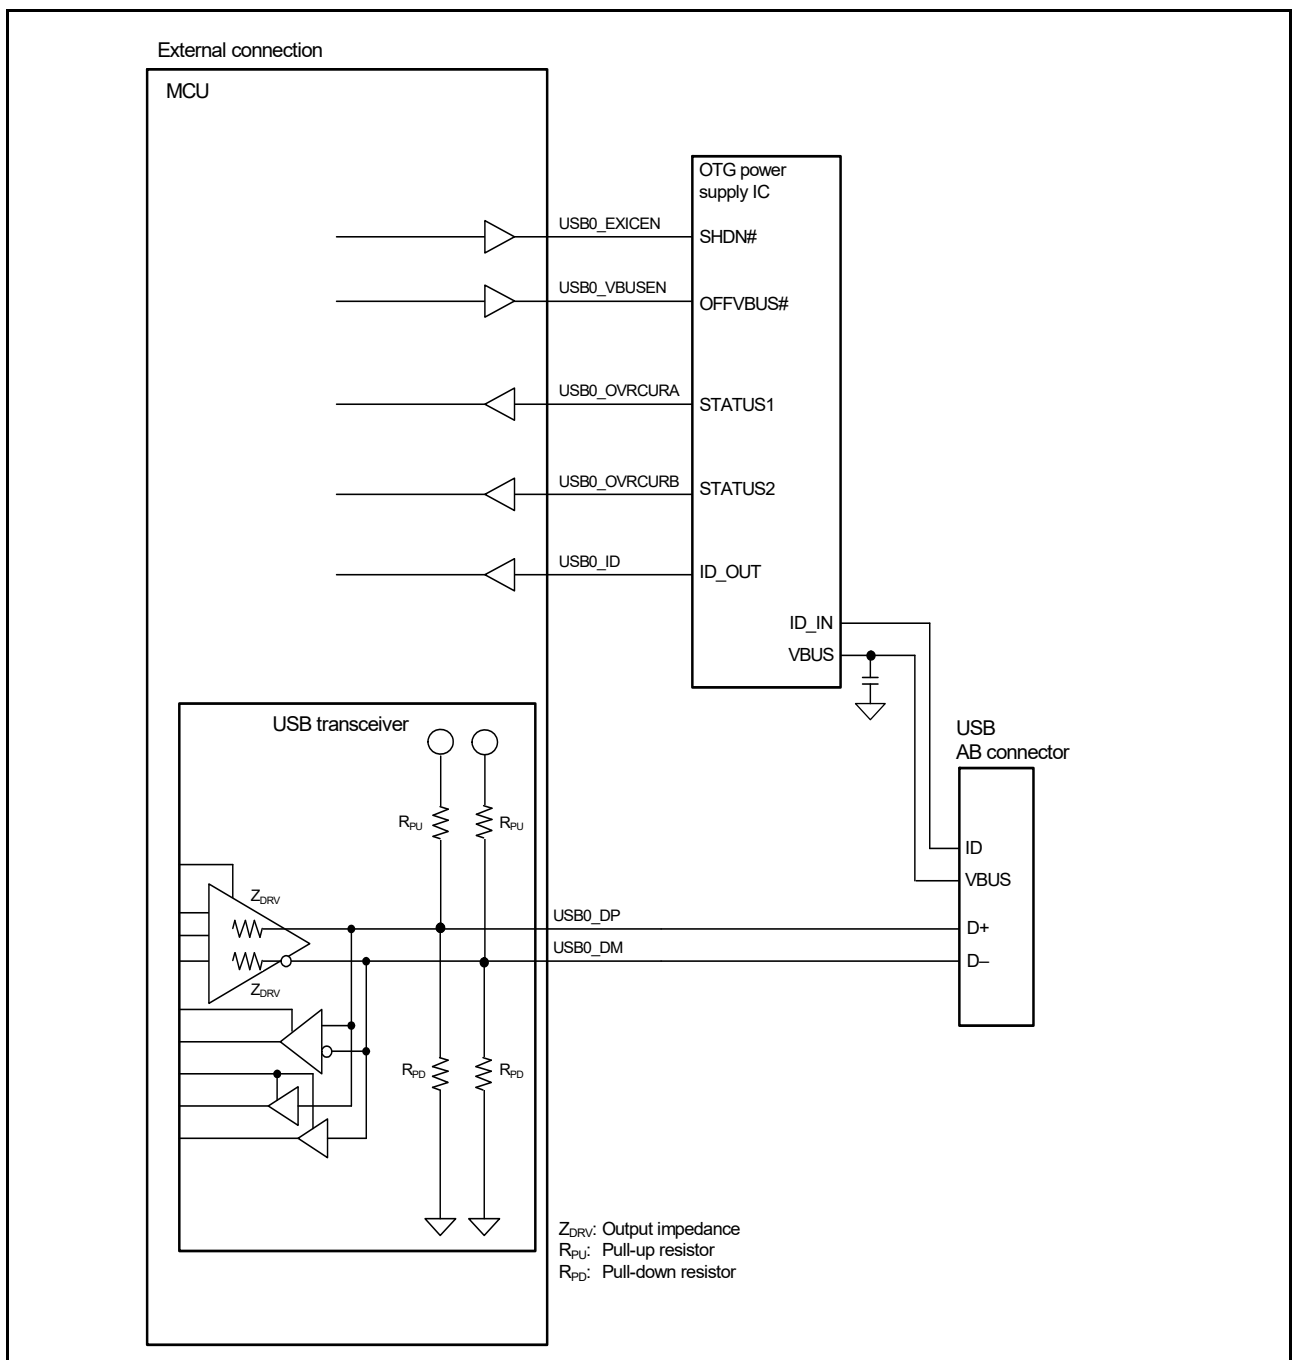 External connection
MCU
OTG power
supply IC
USB0_EXICEN
SHDN#
USB0_VBUSEN
OFFVBUS#
USB0_OVRCURA
STATUS1
USB0_OVRCURB
STATUS2
USB0_ID
ID_OUT
ID_IN
VBUS
USB
AB connector
ID
VBUS
D+
D–
USB transceiver
RPU
RPU
ZDRV
ZDRV
USB0_DP
USB0_DM
RPD
RPD
ZDRV: Output impedance
RPU: Pull-up resistor
RPD: Pull-down resistor